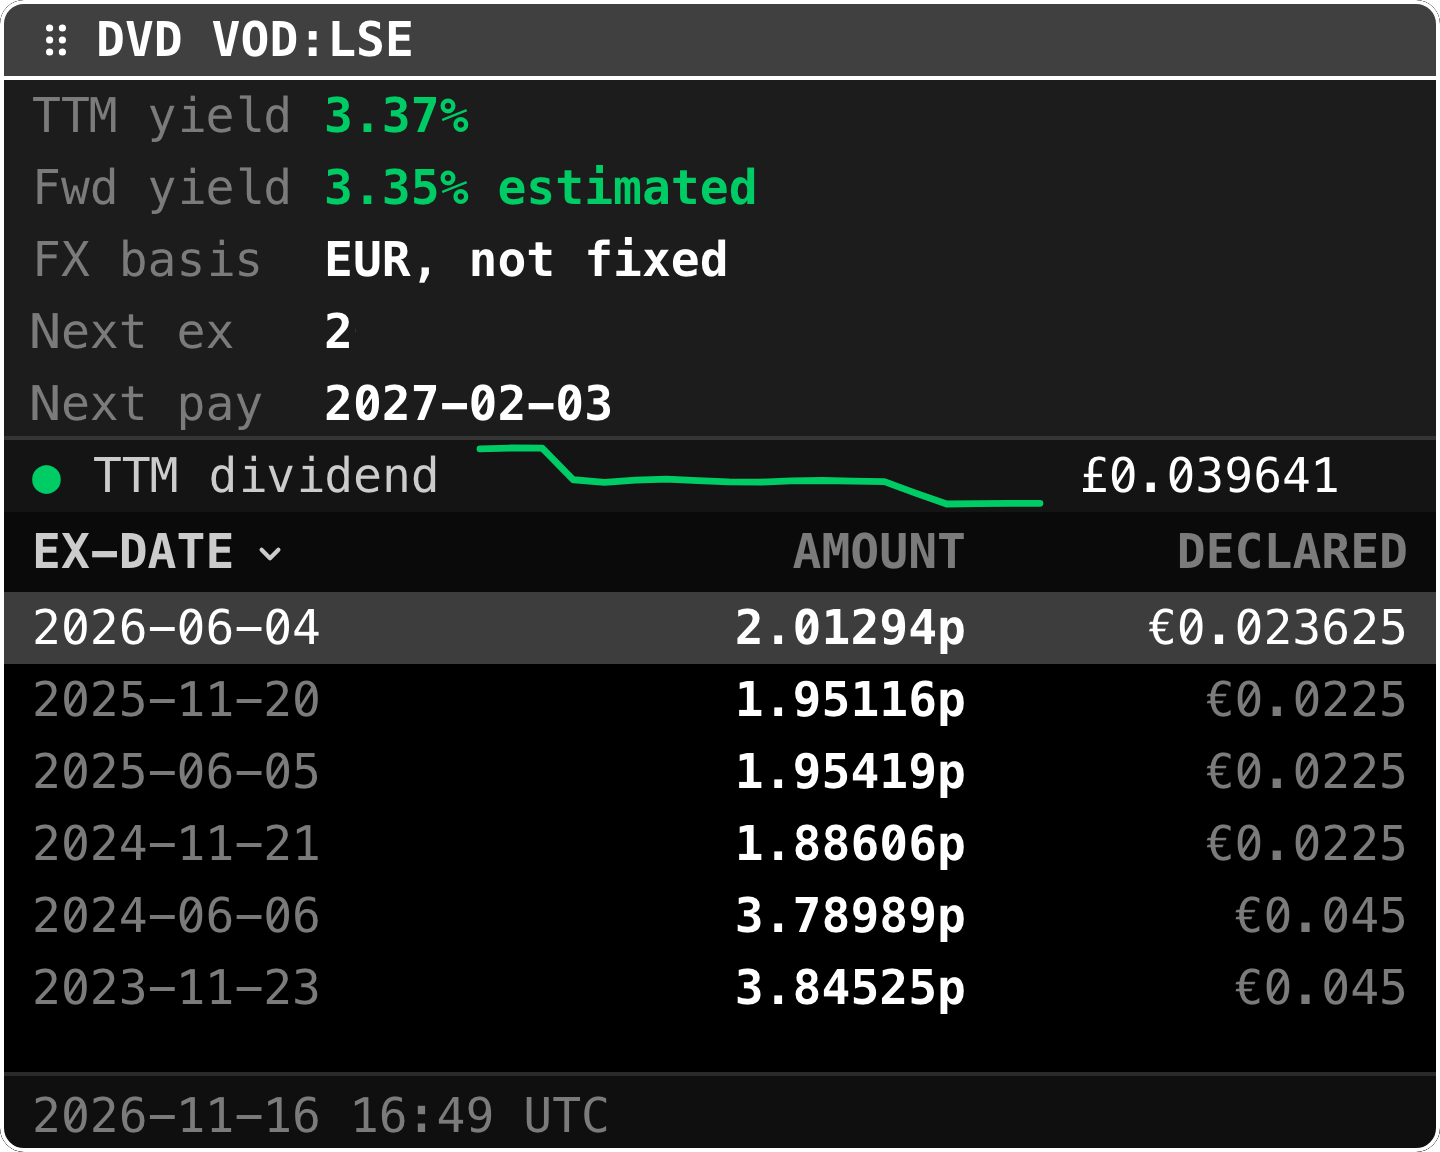 DVD VOD:LSE
TTM yield 3.37%
Fwd yield 3.35% estimated
FX basis EUR, not fixed
Next ex 2
Next pay 2027-02-03
TTM dividend £0.039641
EX-DATE AMOUNT DECLARED
2026-06-04 2.01294p €0.023625
2025-11-20 1.95116p €0.0225
2025-06-05 1.95419p €0.0225
2024-11-21 1.88606p €0.0225
2024-06-06 3.78989p €0.045
2023-11-23 3.84525p €0.045
2026-11-16 16:49 UTC